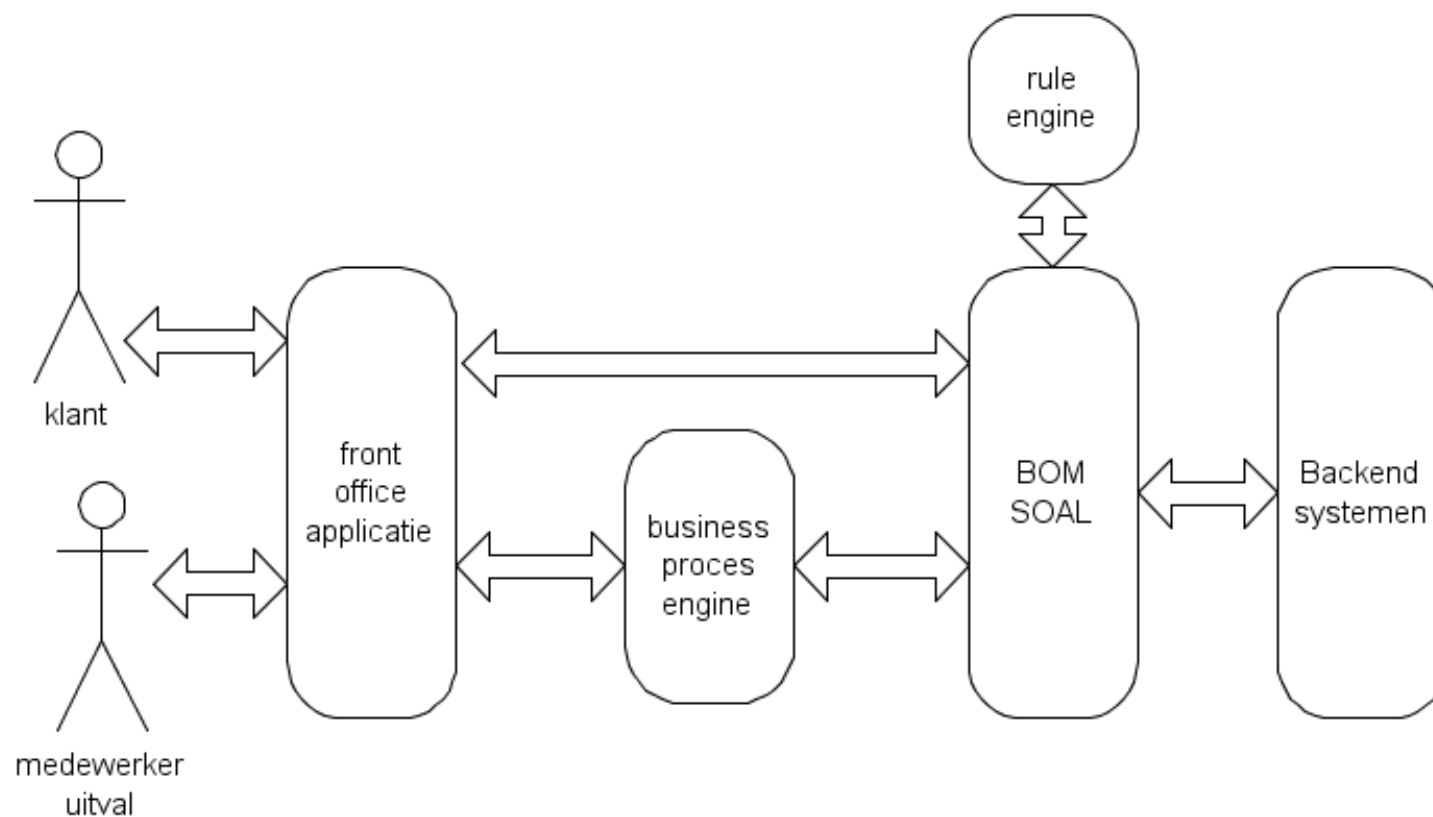 rule
engine
klant
front
office
applicatie
business
proces
engine
BOM
SOAL
Backend
systemen
medewerker
uitval